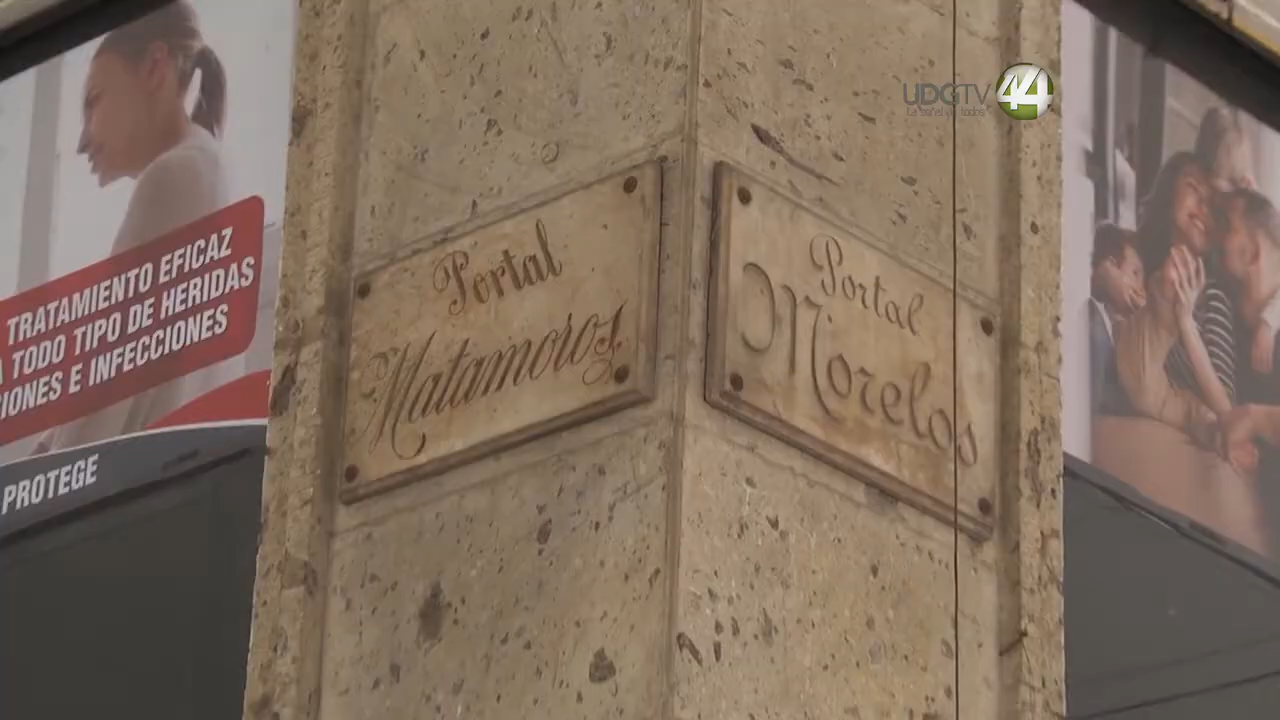 TRATAMIENTO EFICAZ
TODO TIPO DE HERIDAS
IONES E INFECCIONES
PROTEGE
Portal
Matamoros.
Portal
Morelos
UDGTV 44